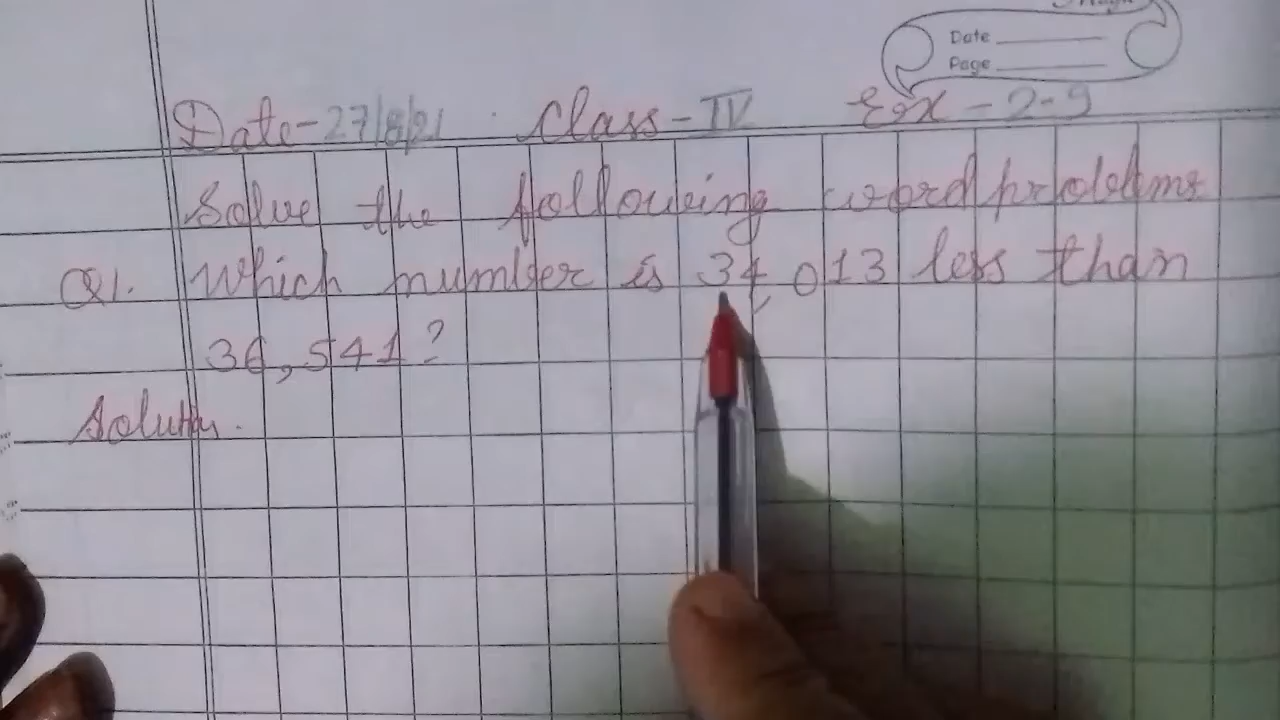 Date
Page
Date-27/8/21 Class-IV Ex-2.9
Solve the following word problems
Q1. Which number is 34,013 less than
36,541?
Solution.